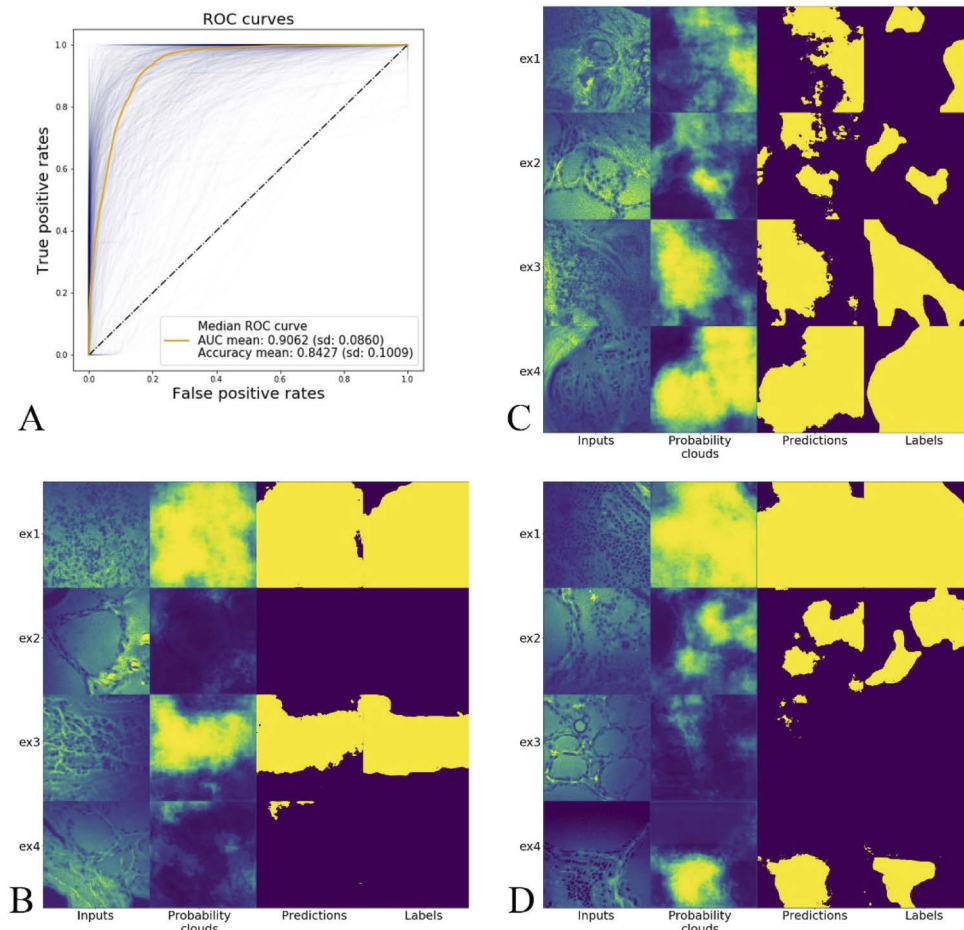 ROC curves
True positive rates
1.0
0.8
0.6
0.4
0.2
0.0
Median ROC curve
AUC mean: 0.9062 (sd: 0.0860)
Accuracy mean: 0.8427 (sd: 0.1009)
0.0 0.2 0.4 0.6 0.8 1.0
False positive rates
A
ex1
ex2
ex3
ex4
Inputs Probability clouds Predictions Labels
C
ex1
ex2
ex3
ex4
Inputs Probability clouds Predictions Labels
B
ex1
ex2
ex3
ex4
Inputs Probability clouds Predictions Labels
D